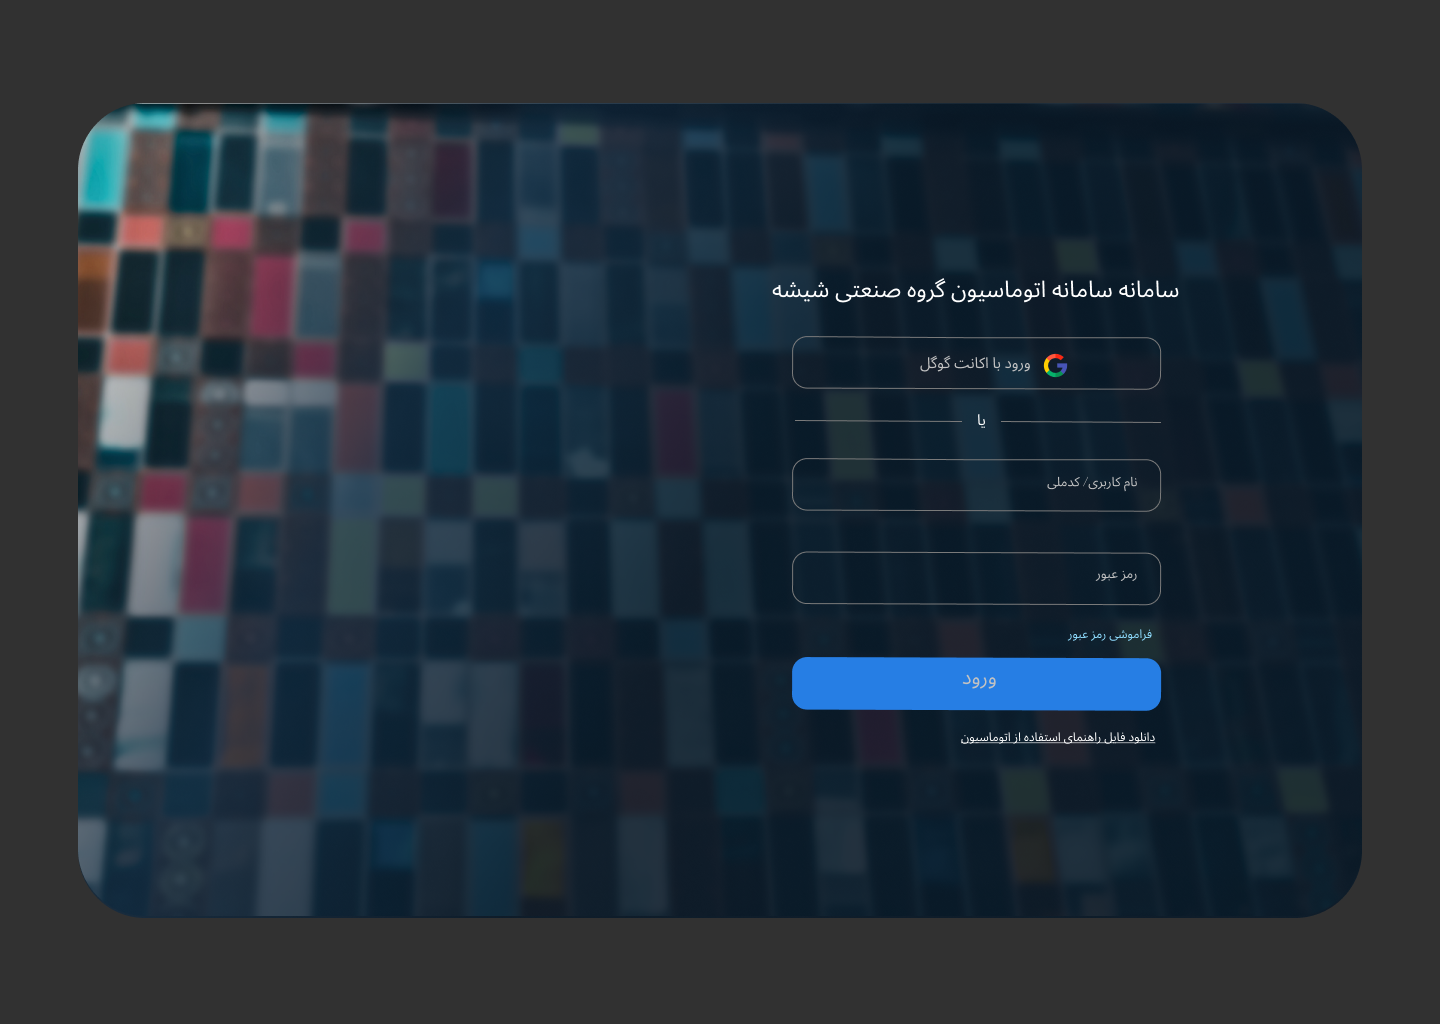 سامانه سامانه اتوماسیون گروه صنعتی شیشه
ورود با اکانت گوگل
یا
نام کاربری/ کدملی
رمز عبور
فراموشی رمز عبور
ورود
دانلود فایل راهنمای استفاده از اتوماسیون